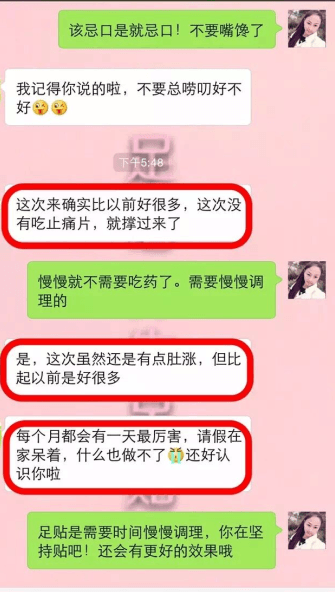 该忌口是就忌口！不要嘴馋了
我记得你说的啦，不要总唠叨好不
好😜😜
下午5:48
这次来确实比以前好很多，这次没
有吃止痛片，就撑过来了
慢慢就不需要吃药了。需要慢慢调
理的
是，这次虽然还是有点肚涨，但比
起以前是好很多
每个月都会有一天最厉害，请假在
家呆着，什么也做不了😭还好认
识你啦
足贴是需要时间慢慢调理，你在坚
持贴吧！还会有更好的效果哦